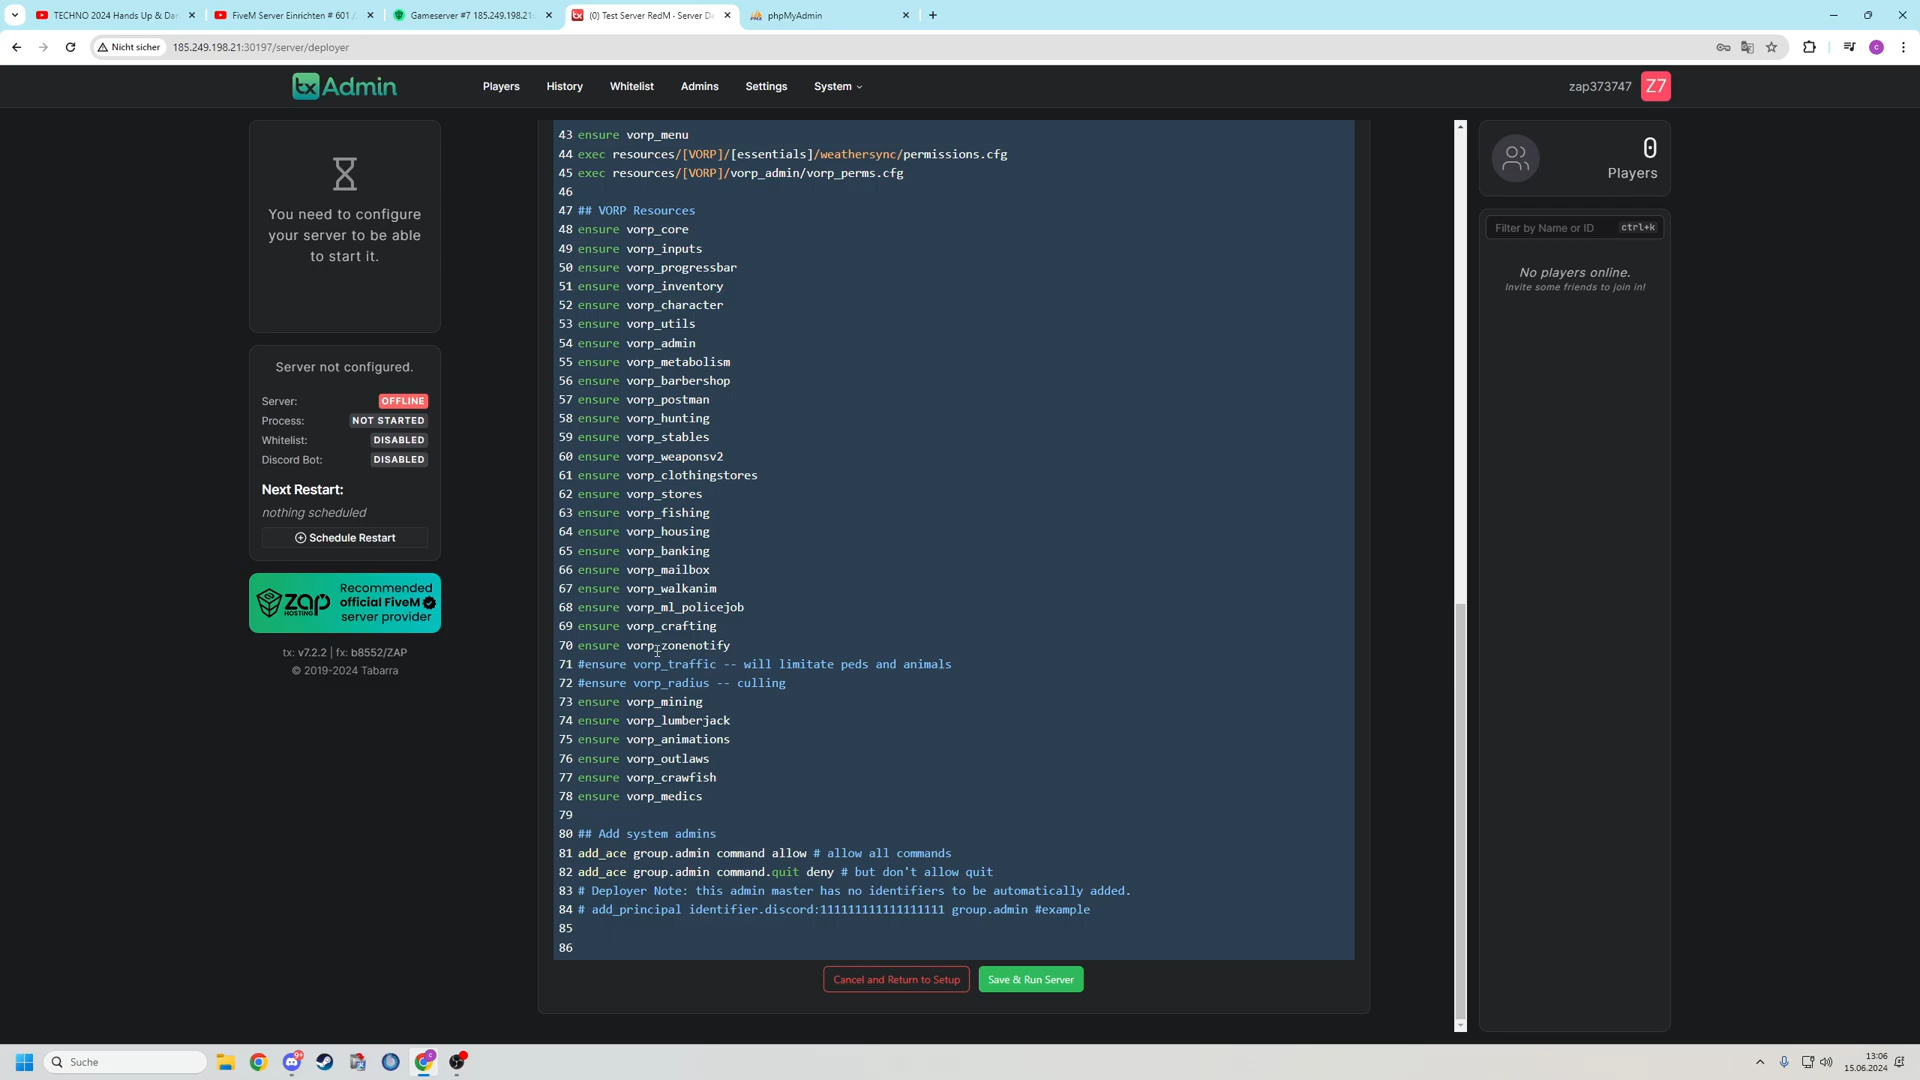 TECHNO 2024 Hands Up & Dan
FiveM Server Einrichten # 601 /
Gameserver #7 185.249.198.21:
(0) Test Server RedM - Server De
phpMyAdmin
Nicht sicher
185.249.198.21:30197/server/deployer
tx Admin
Players
History
Whitelist
Admins
Settings
System
zap373747
Z7
You need to configure
your server to be able
to start it.
Server not configured.
Server: OFFLINE
Process: NOT STARTED
Whitelist: DISABLED
Discord Bot: DISABLED
Next Restart:
nothing scheduled
Schedule Restart
ZAP HOSTING
Recommended
official FiveM
server provider
tx: v7.2.2 | fx: b8552/ZAP
© 2019-2024 Tabarra
43 ensure vorp_menu
44 exec resources/[VORP]/[essentials]/weathersync/permissions.cfg
45 exec resources/[VORP]/vorp_admin/vorp_perms.cfg
46
47 ## VORP Resources
48 ensure vorp_core
49 ensure vorp_inputs
50 ensure vorp_progressbar
51 ensure vorp_inventory
52 ensure vorp_character
53 ensure vorp_utils
54 ensure vorp_admin
55 ensure vorp_metabolism
56 ensure vorp_barbershop
57 ensure vorp_postman
58 ensure vorp_hunting
59 ensure vorp_stables
60 ensure vorp_weaponsv2
61 ensure vorp_clothingstores
62 ensure vorp_stores
63 ensure vorp_fishing
64 ensure vorp_housing
65 ensure vorp_banking
66 ensure vorp_mailbox
67 ensure vorp_walkanim
68 ensure vorp_ml_policejob
69 ensure vorp_crafting
70 ensure vorp_zonenotify
71 #ensure vorp_traffic -- will limitate peds and animals
72 #ensure vorp_radius -- culling
73 ensure vorp_mining
74 ensure vorp_lumberjack
75 ensure vorp_animations
76 ensure vorp_outlaws
77 ensure vorp_crawfish
78 ensure vorp_medics
79
80 ## Add system admins
81 add_ace group.admin command allow # allow all commands
82 add_ace group.admin command.quit deny # but don't allow quit
83 # Deployer Note: this admin master has no identifiers to be automatically added.
84 # add_principal identifier.discord:111111111111111111 group.admin #example
85
86
Cancel and Return to Setup
Save & Run Server
0
Players
Filter by Name or ID
ctrl+k
No players online.
Invite some friends to join in!
Suche
13:06
15.06.2024